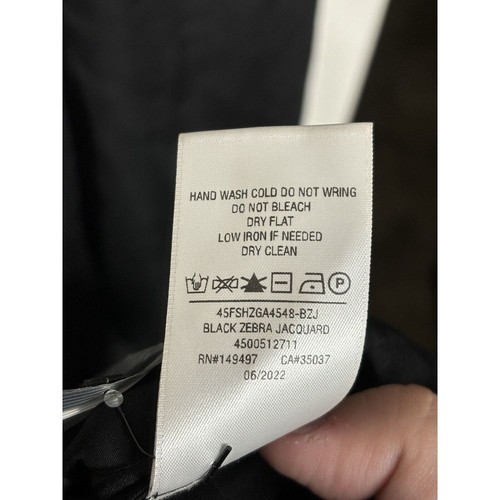 HAND WASH COLD DO NOT WRING
DO NOT BLEACH
DRY FLAT
LOW IRON IF NEEDED
DRY CLEAN
P
45FSHZGA4548-BZJ
BLACK ZEBRA JACQUARD
4500512711
RN#149497 CA#35037
06/2022